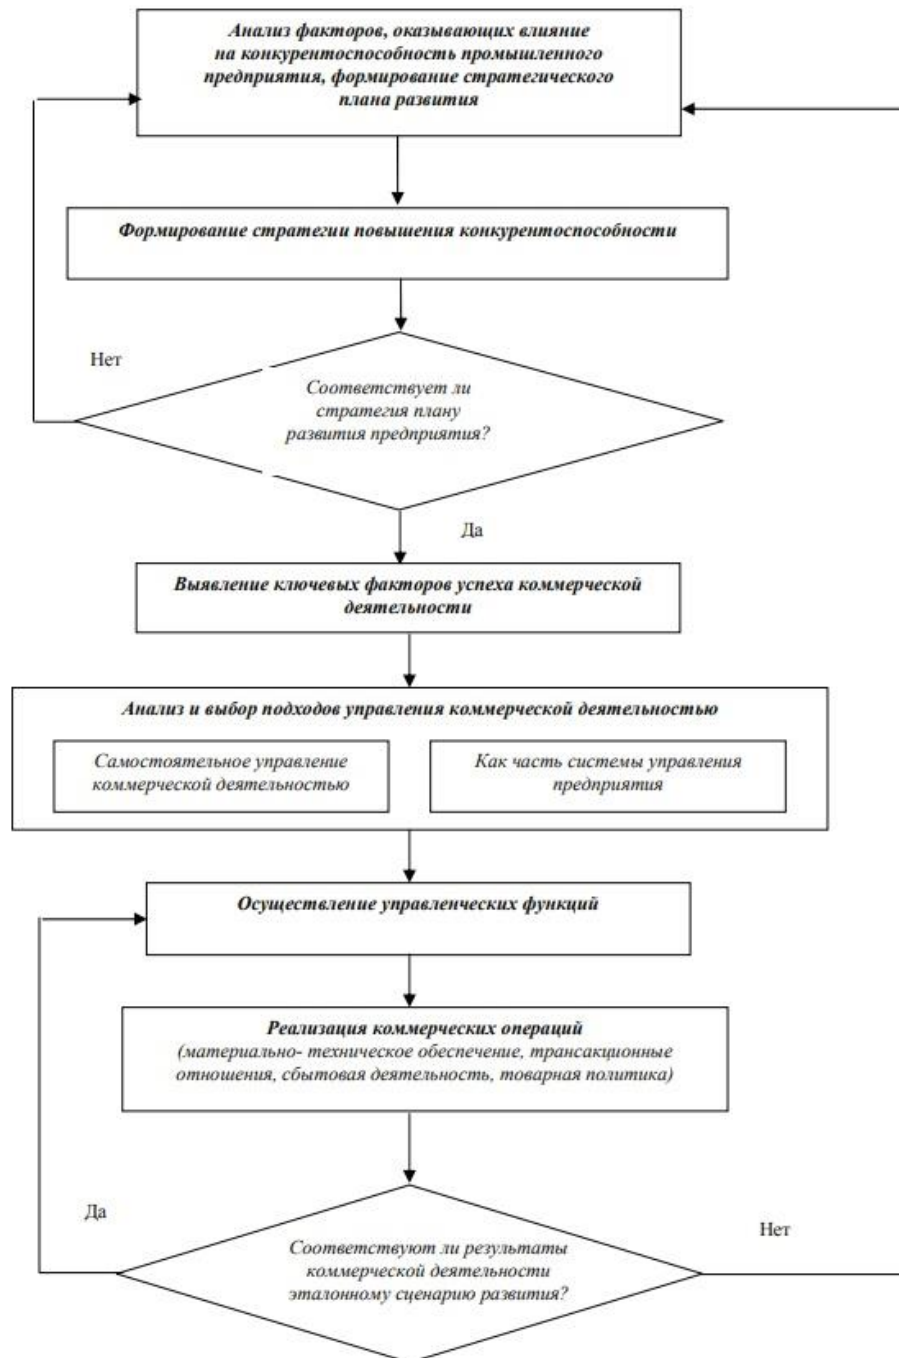 Анализ факторов, оказывающих влияние
на конкурентоспособность промышленного
предприятия, формирование стратегического
плана развития
Формирование стратегии повышения конкурентоспособности
Нет
Соответствует ли
стратегия плану
развития предприятия?
Да
Выявление ключевых факторов успеха коммерческой
деятельности
Анализ и выбор подходов управления коммерческой деятельностью
Самостоятельное управление
коммерческой деятельностью
Как часть системы управления
предприятия
Осуществление управленческих функций
Реализация коммерческих операций
(материально- техническое обеспечение, трансакционные
отношения, сбытовая деятельность, товарная политика)
Да
Нет
Соответствуют ли результаты
коммерческой деятельности
эталонному сценарию развития?